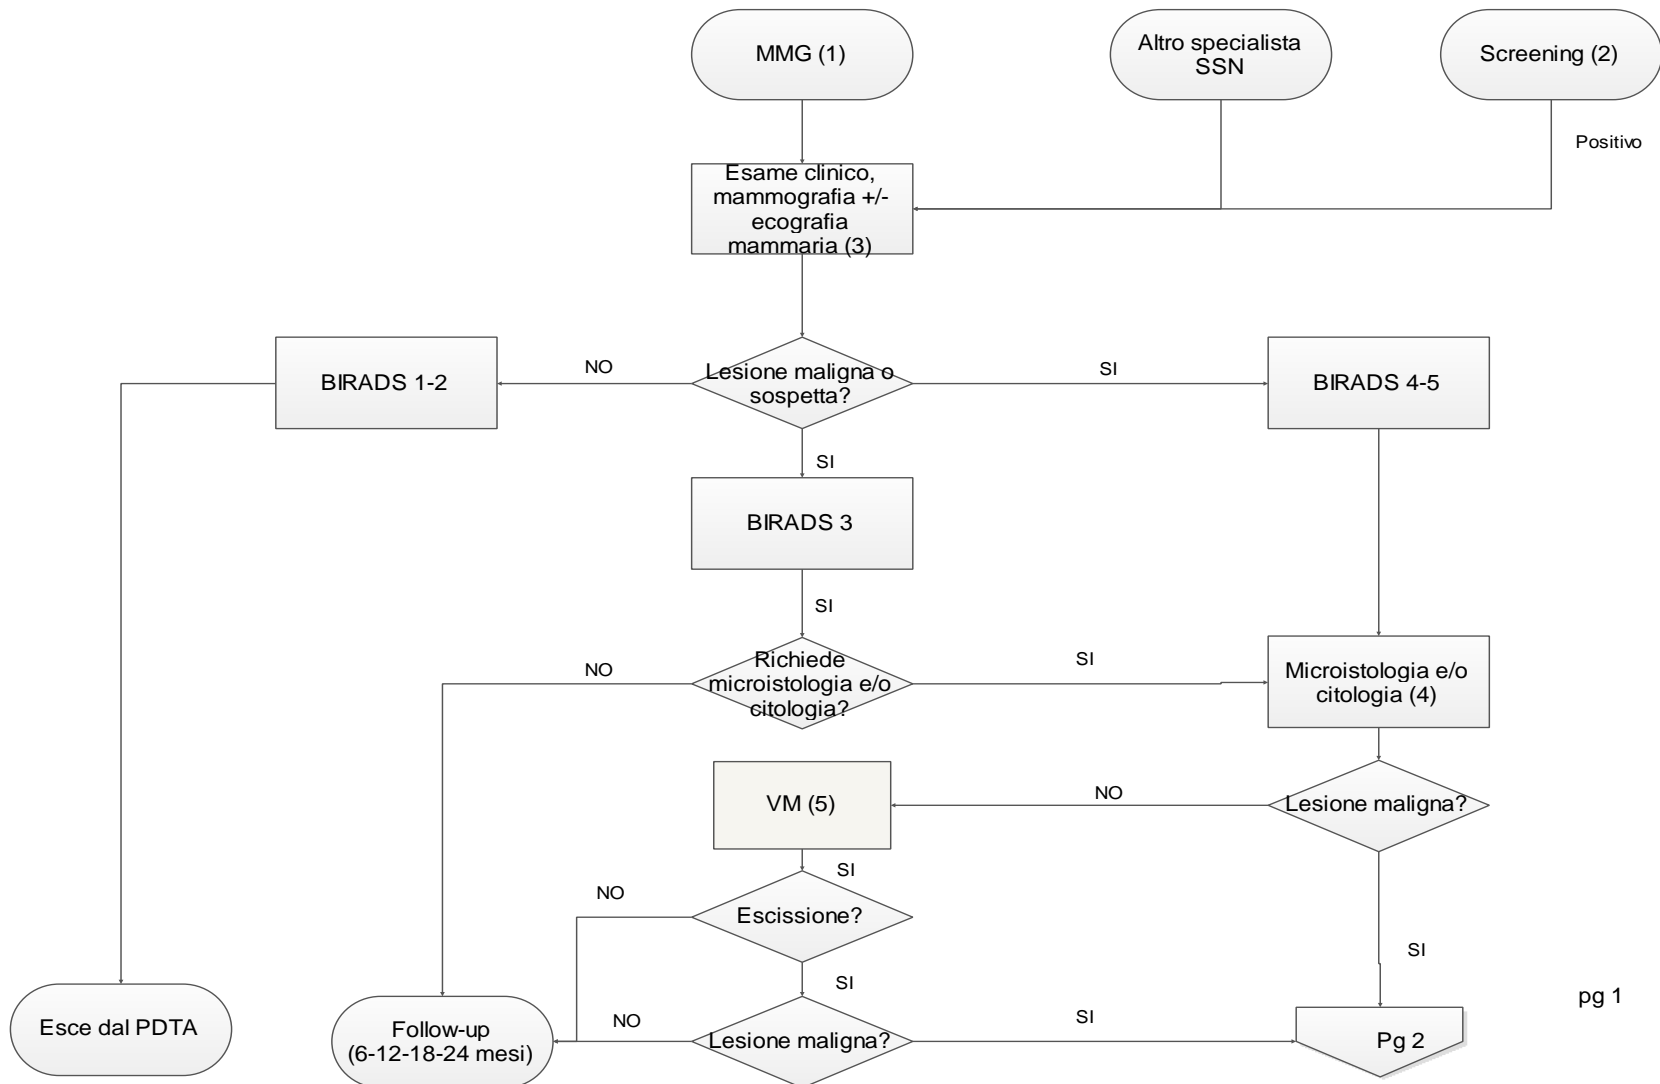 MMG (1)
Altro specialista
SSN
Screening (2)
Positivo
Esame clinico,
mammografia +/-
ecografia
mammaria (3)
BIRADS 1-2
NO
Lesione maligna o
sospetta?
SI
BIRADS 4-5
SI
BIRADS 3
SI
NO
Richiede
microistologia e/o
citologia?
SI
Microistologia e/o
citologia (4)
VM (5)
NO
Lesione maligna?
SI
NO
Escissione?
SI
SI
Esce dal PDTA
Follow-up
(6-12-18-24 mesi)
NO
Lesione maligna?
SI
Pg 2
pg 1